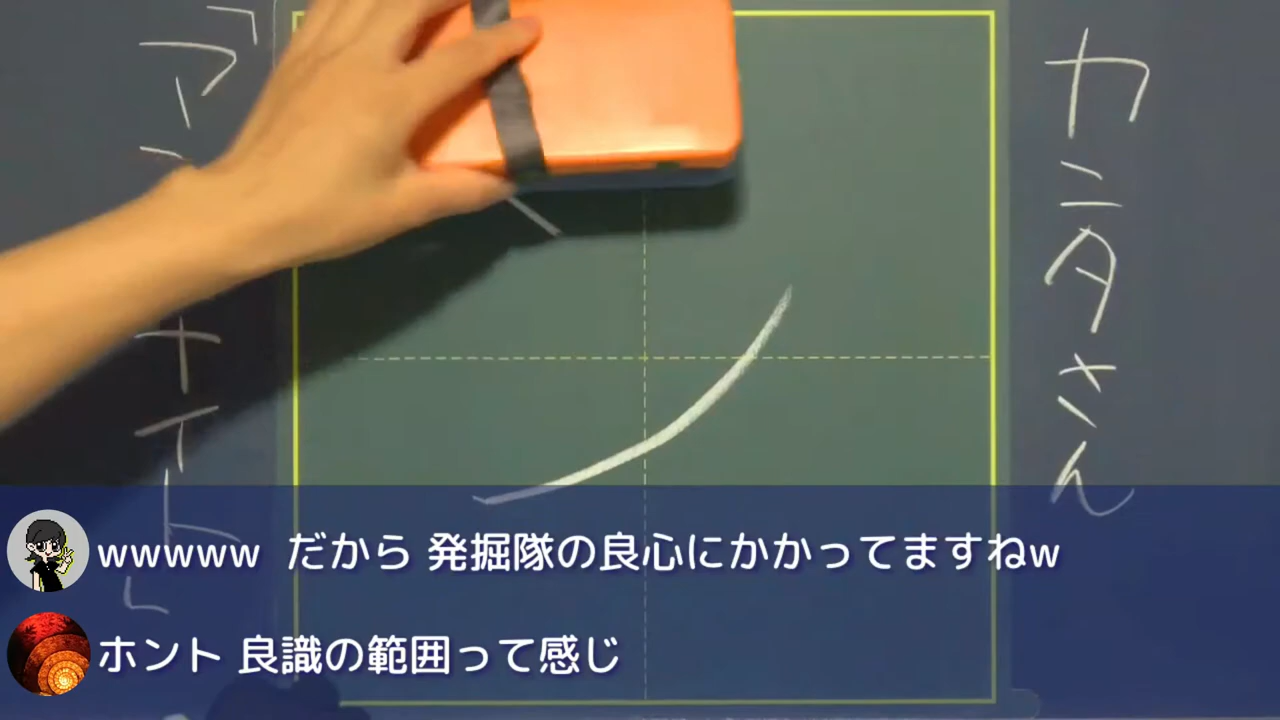 カンタさん
wwwww だから 発掘隊の良心にかかってますねw
ホント 良識の範囲って感じ